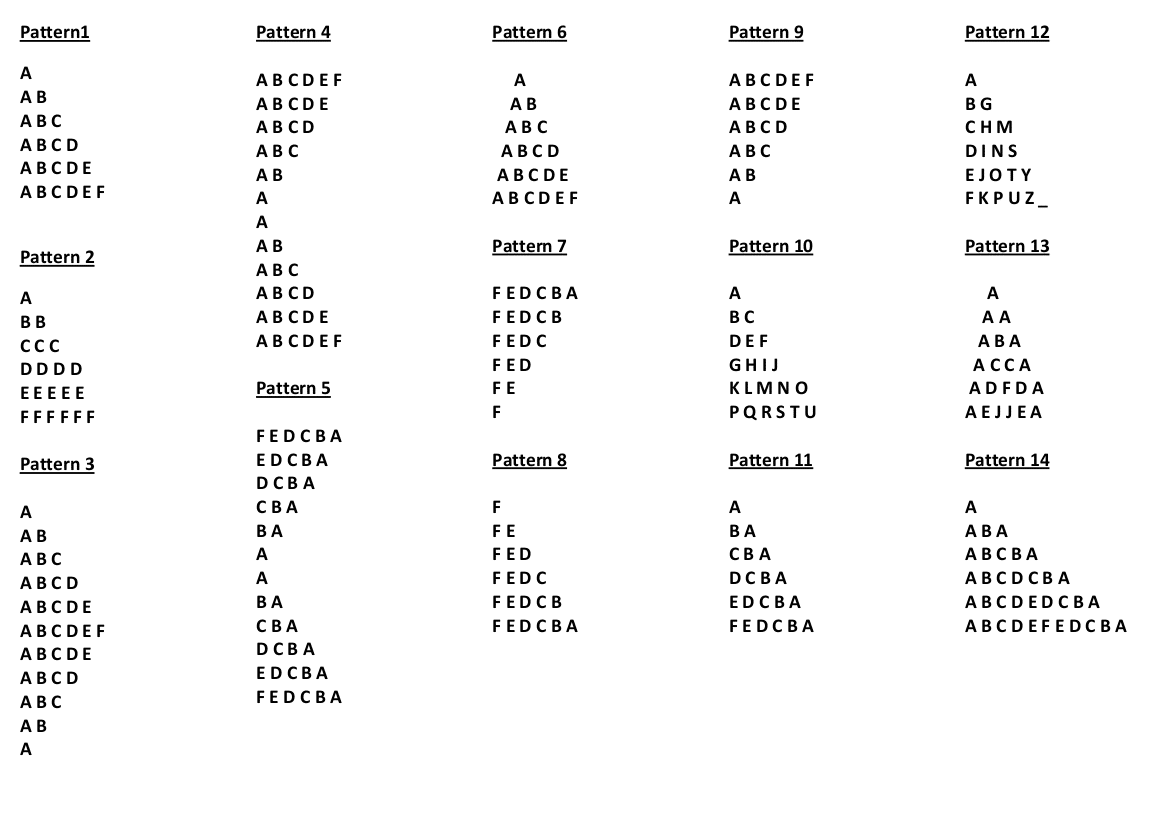 Pattern1
A
A B
A B C
A B C D
A B C D E
A B C D E F
Pattern 2
A
B B
C C C
D D D D
E E E E E
F F F F F F
Pattern 3
A
A B
A B C
A B C D
A B C D E
A B C D E F
A B C D E
A B C D
A B C
A B
A
Pattern 4
A B C D E F
A B C D E
A B C D
A B C
A B
A
A
A B
A B C
A B C D
A B C D E
A B C D E F
Pattern 5
F E D C B A
E D C B A
D C B A
C B A
B A
A
A
B A
C B A
D C B A
E D C B A
F E D C B A
Pattern 6
A
A B
A B C
A B C D
A B C D E
A B C D E F
Pattern 7
F E D C B A
F E D C B
F E D C
F E D
F E
F
Pattern 8
F
F E
F E D
F E D C
F E D C B
F E D C B A
Pattern 9
A B C D E F
A B C D E
A B C D
A B C
A B
A
Pattern 10
A
B C
D E F
G H I J
K L M N O
P Q R S T U
Pattern 11
A
B A
C B A
D C B A
E D C B A
F E D C B A
Pattern 12
A
B G
C H M
D I N S
E J O T Y
F K P U Z _
Pattern 13
A
A A
A B A
A C C A
A D F D A
A E J J E A
Pattern 14
A
A B A
A B C B A
A B C D C B A
A B C D E D C B A
A B C D E F E D C B A